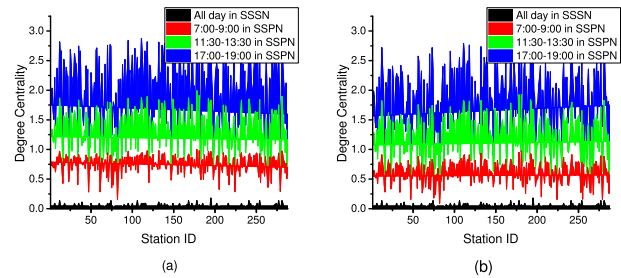 All day in SSSN
7:00-9:00 in SSPN
11:30-13:30 in SSPN
17:00-19:00 in SSPN
3.0
2.5
2.0
1.5
1.0
0.5
0.0
Degree Centrality
50 100 150 200 250
Station ID
(a)
All day in SSSN
7:00-9:00 in SSPN
11:30-13:30 in SSPN
17:00-19:00 in SSPN
3.0
2.5
2.0
1.5
1.0
0.5
0.0
Degree Centrality
50 100 150 200 250
Station ID
(b)